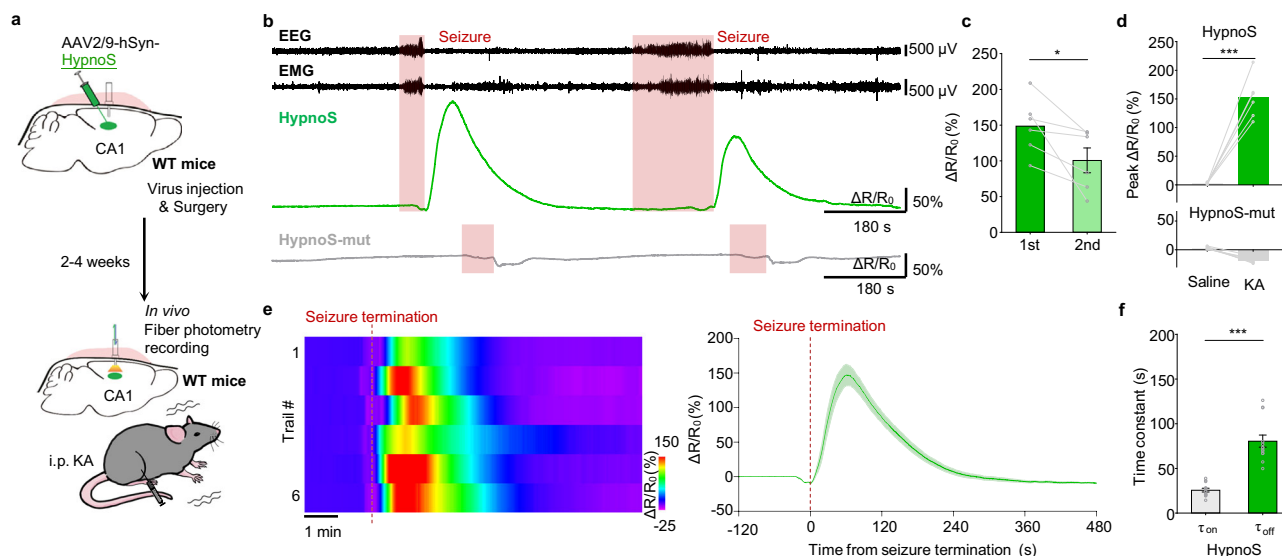 a
AAV2/9-hSyn-
HypnoS
CA1
WT mice
Virus injection
& Surgery
2-4 weeks
In vivo
Fiber photometry
recording
CA1
WT mice
i.p. KA
b
EEG
Seizure
Seizure
500 µV
EMG
500 µV
HypnoS
ΔR/R0
50%
180 s
HypnoS-mut
ΔR/R0
50%
180 s
c
*
250
200
150
100
50
0
ΔR/R0 (%)
1st
2nd
d
HypnoS
***
200
150
100
50
0
Peak ΔR/R0 (%)
HypnoS-mut
50
0
Saline
KA
e
Seizure termination
1
Trail #
6
1 min
150
ΔR/R0 (%)
-25
Seizure termination
200
150
100
50
0
-50
ΔR/R0(%)
-120
0
120
240
360
480
Time from seizure termination (s)
f
***
200
150
100
50
0
Time constant (s)
τon
τoff
HypnoS